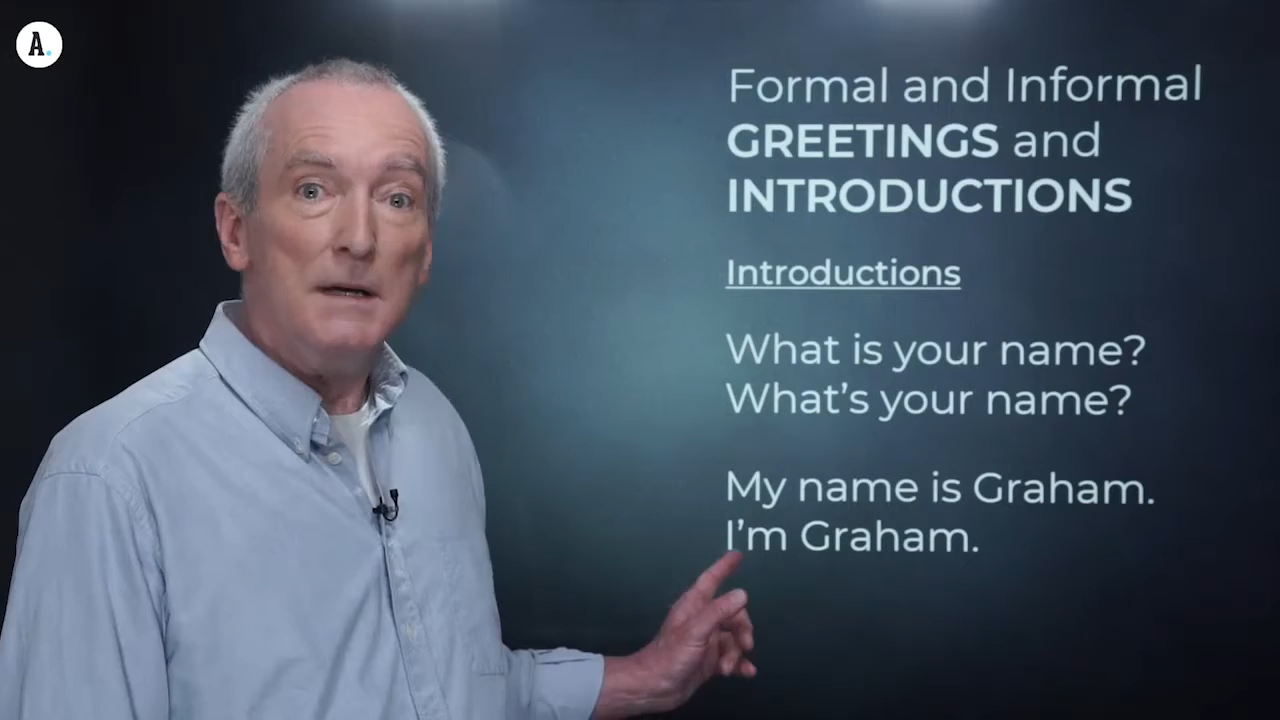 A.
Formal and Informal
GREETINGS and
INTRODUCTIONS
Introductions
What is your name?
What's your name?
My name is Graham.
I'm Graham.